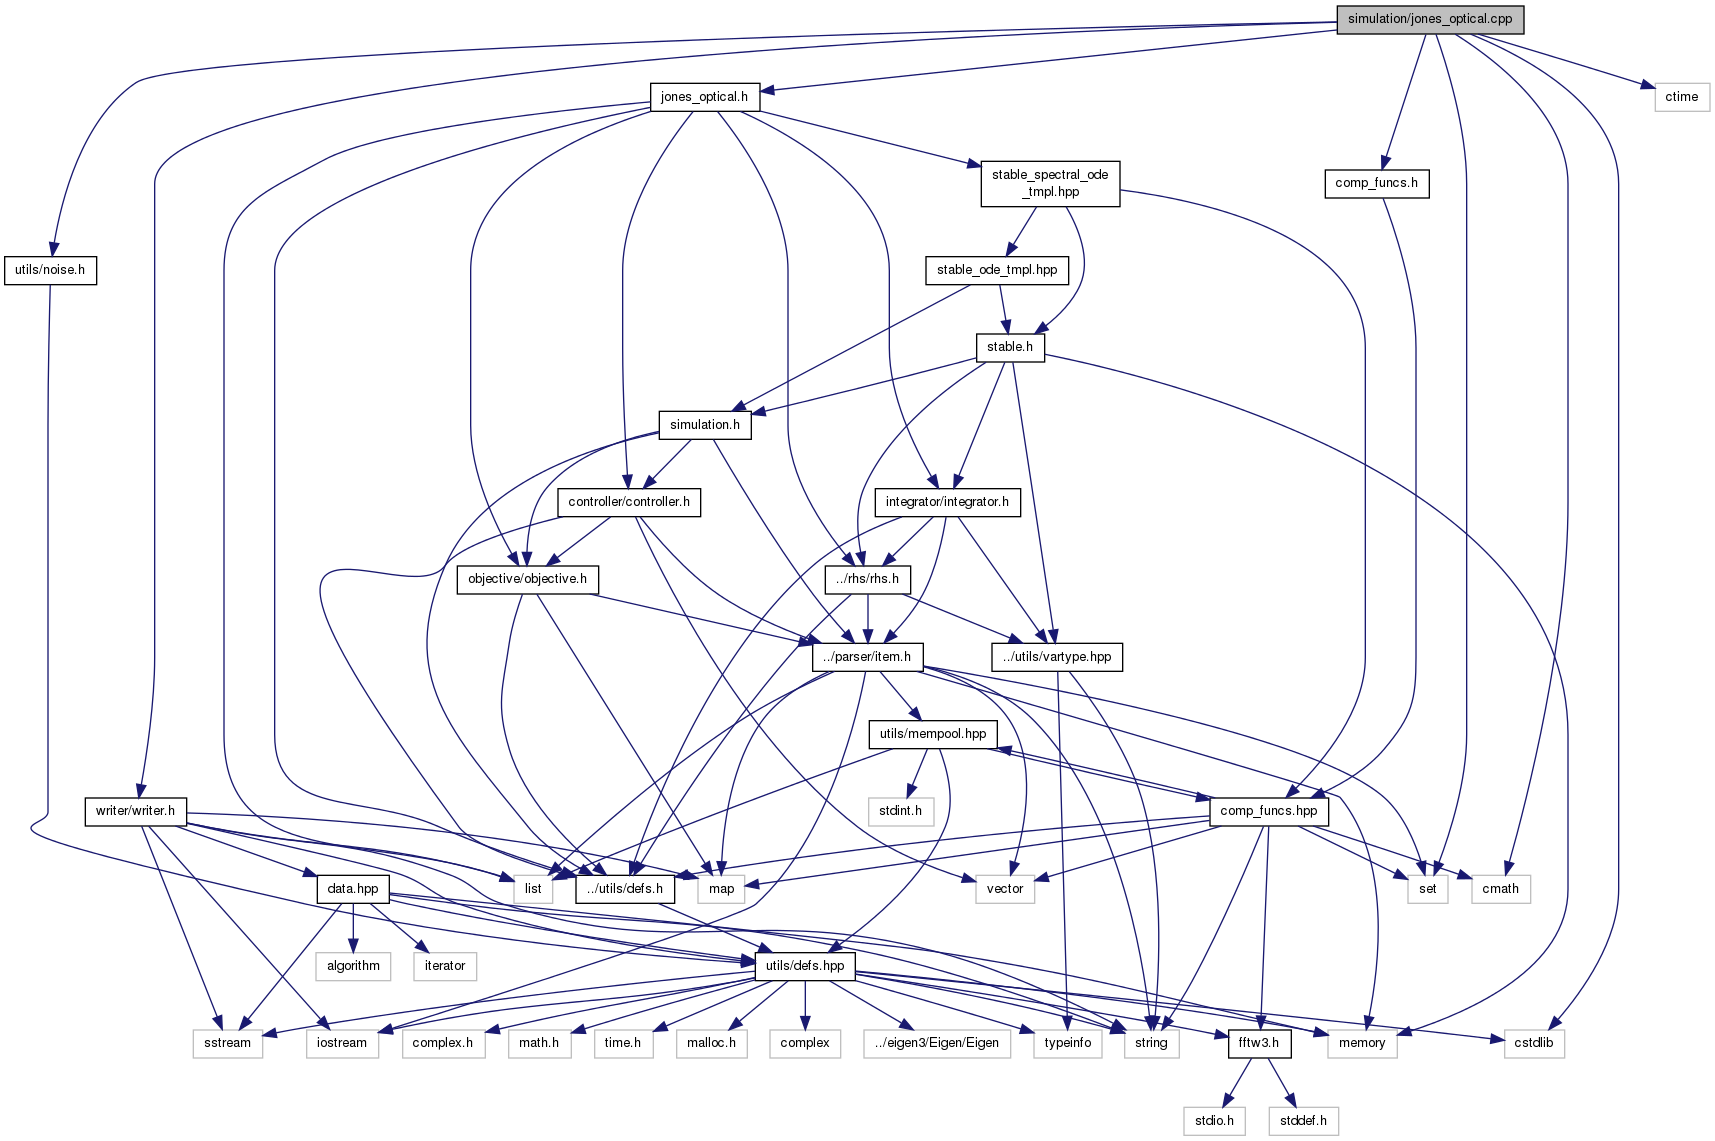 simulation/jones_optical.cpp
jones_optical.h
ctime
stable_spectral_ode
_tmpl.hpp
comp_funcs.h
utils/noise.h
stable_ode_tmpl.hpp
stable.h
simulation.h
controller/controller.h
integrator/integrator.h
objective/objective.h
../rhs/rhs.h
../parser/item.h
../utils/vartype.hpp
utils/mempool.hpp
writer/writer.h
stdint.h
comp_funcs.hpp
data.hpp
list
../utils/defs.h
map
vector
set
cmath
algorithm
iterator
utils/defs.hpp
sstream
iostream
complex.h
math.h
time.h
malloc.h
complex
../eigen3/Eigen/Eigen
typeinfo
string
fftw3.h
memory
cstdlib
stdio.h
stddef.h